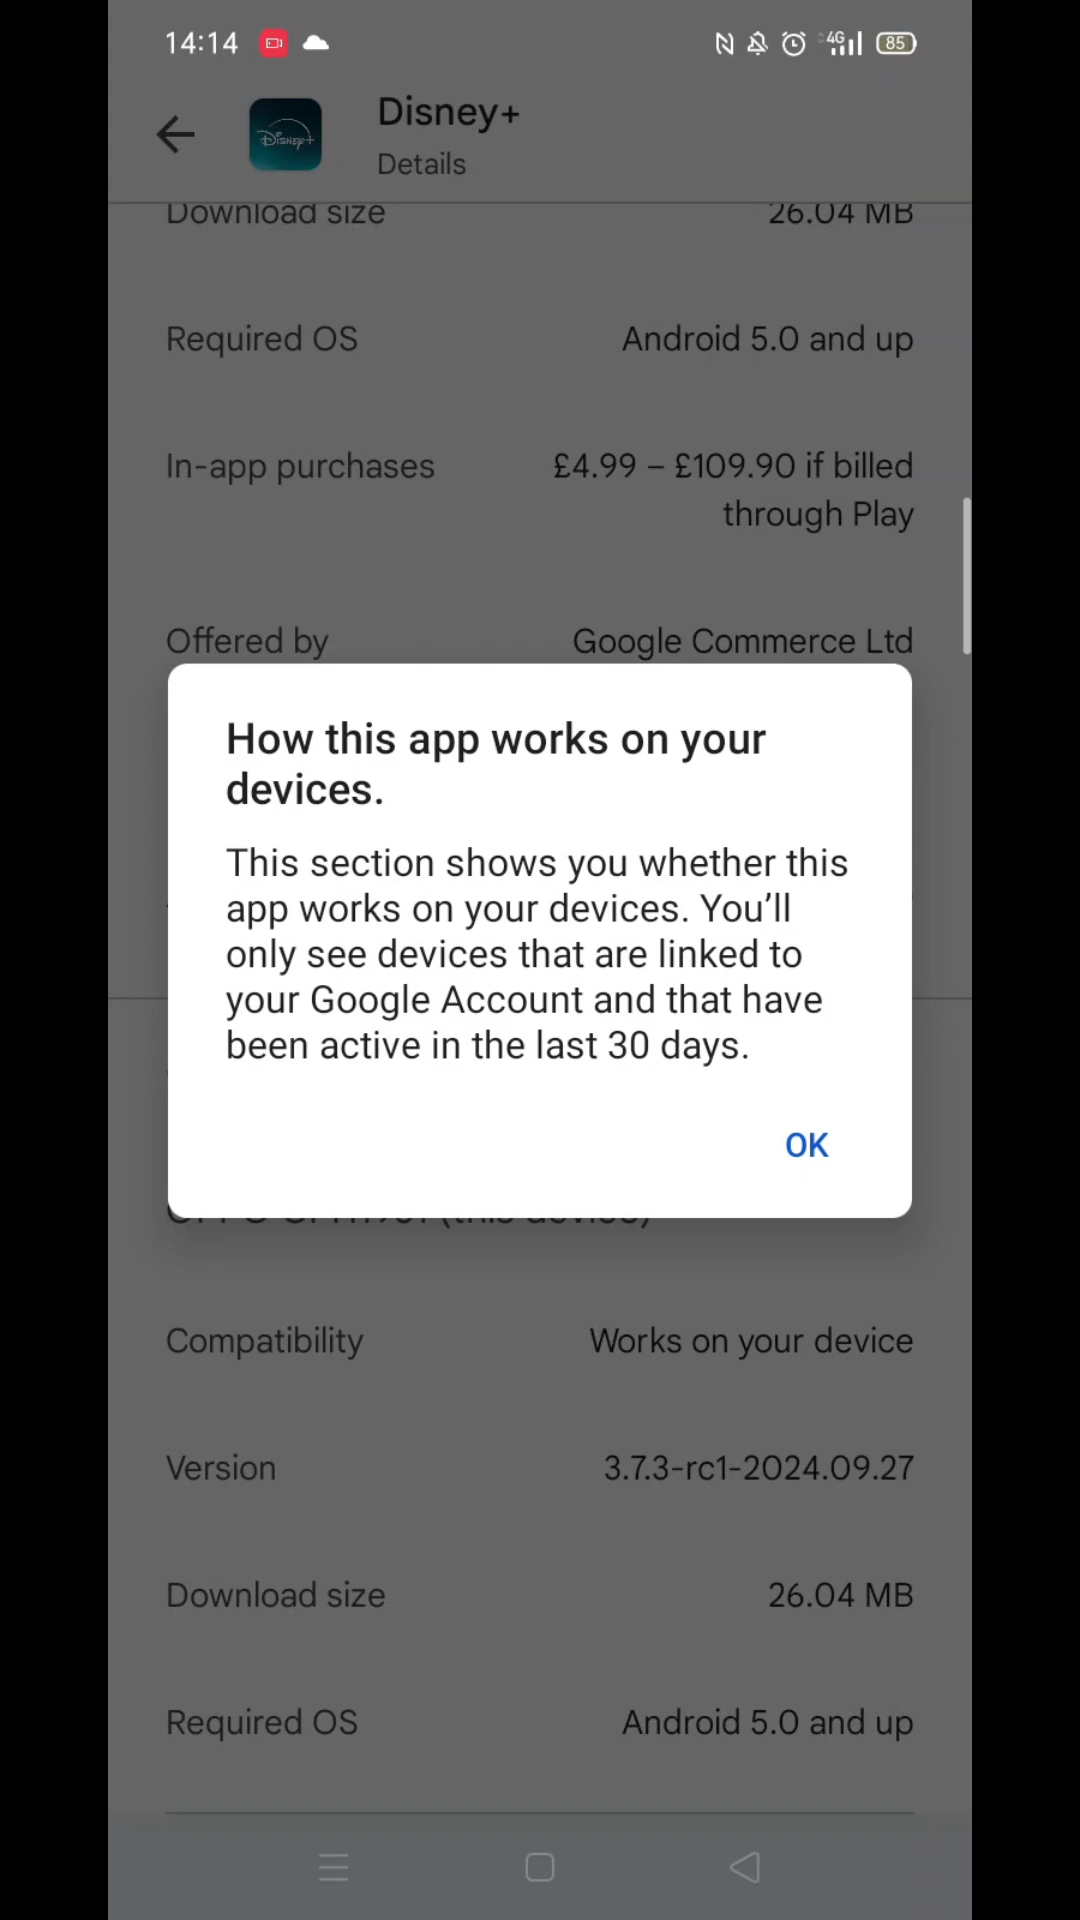 14:14 4G 85
Disney+
Disney+
Details
Download size 26.04 MB
Required OS Android 5.0 and up
In-app purchases £4.99 – £109.90 if billed
through Play
Offered by Google Commerce Ltd
How this app works on your
devices.
This section shows you whether this
app works on your devices. You’ll
only see devices that are linked to
your Google Account and that have
been active in the last 30 days.
OK
(this device)
Compatibility Works on your device
Version 3.7.3-rc1-2024.09.27
Download size 26.04 MB
Required OS Android 5.0 and up